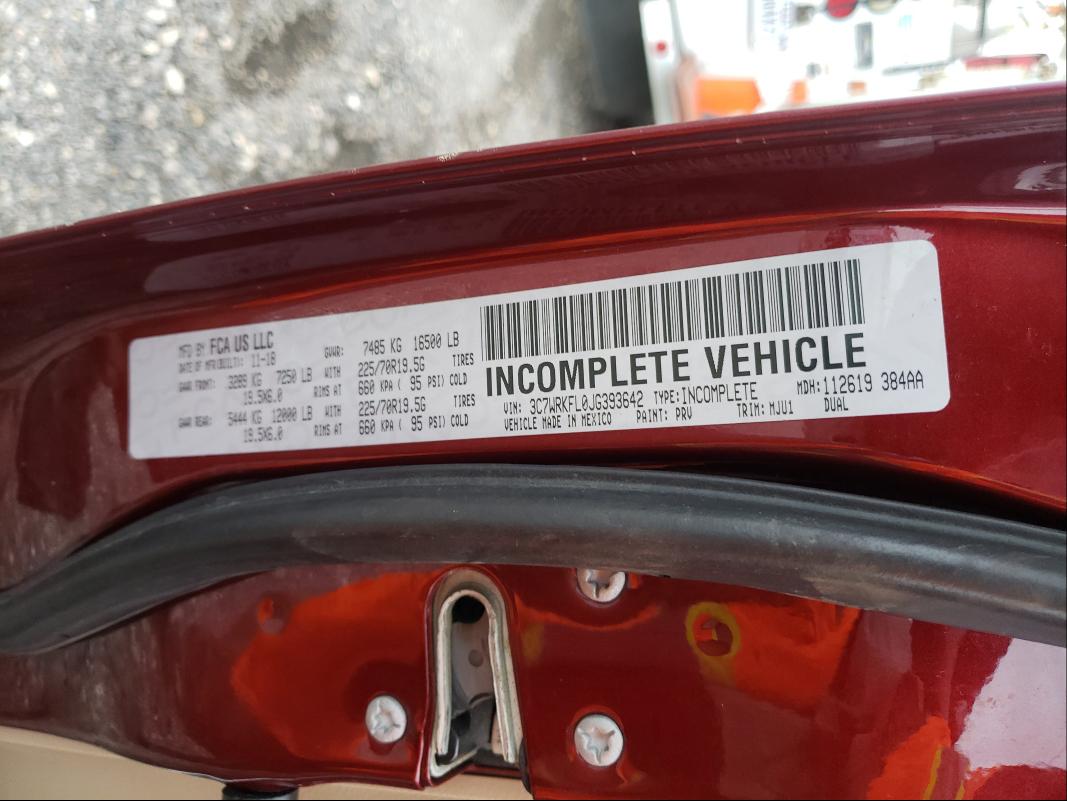 MFD BY FCA US LLC
DATE OF MFR(BUILT): 11-18 GVWR: 7485 KG 16500 LB
GAWR FRONT: 3289 KG 7250 LB WITH 225/70R19.5G TIRES
19.5X6.0 RIMS AT 660 KPA ( 95 PSI) COLD
GAWR REAR: 5444 KG 12000 LB WITH 225/70R19.5G TIRES
19.5X6.0 RIMS AT 660 KPA ( 95 PSI) COLD
INCOMPLETE VEHICLE
VIN: 3C7WRKFL0JG393642 TYPE:INCOMPLETE MDH:112619 384AA
VEHICLE MADE IN MEXICO PAINT: PRV TRIM: MJU1 DUAL